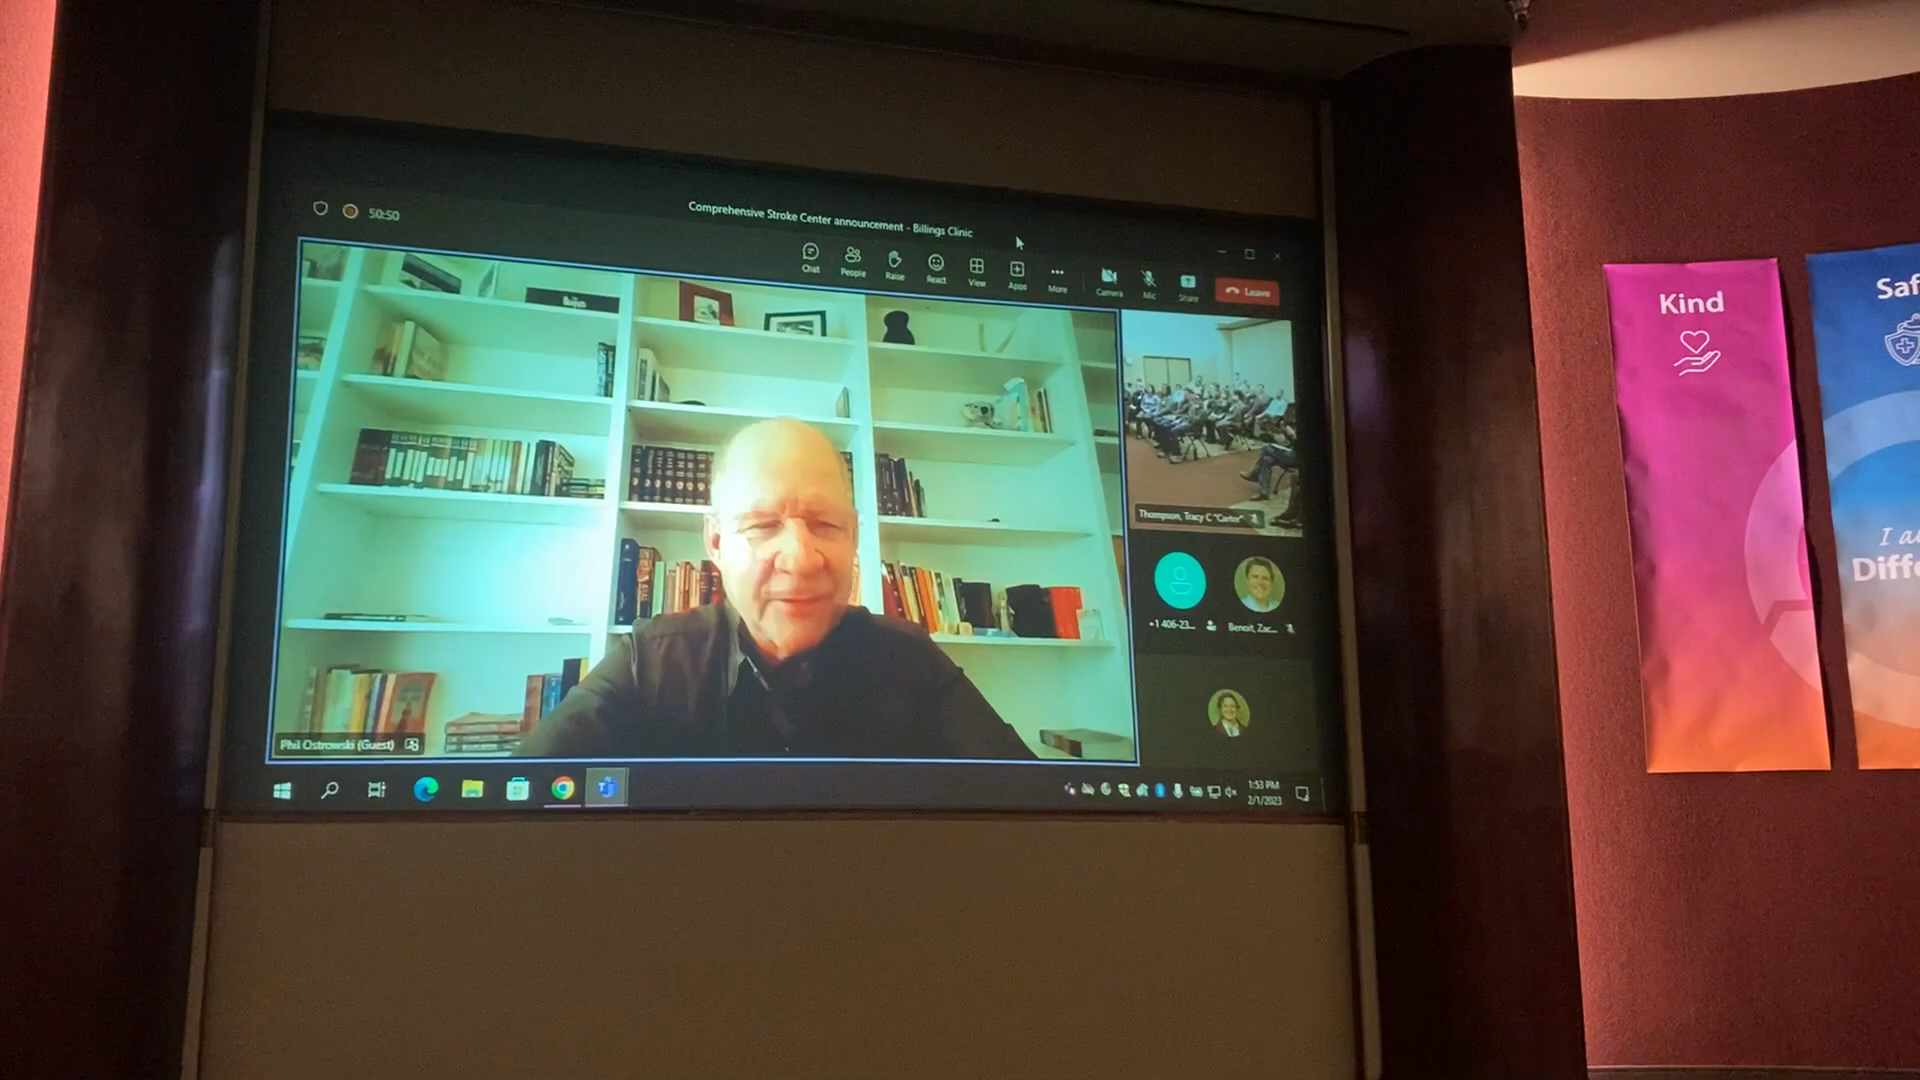 50:50
Comprehensive Stroke Center announcement - Billings Clinic
Chat
People
Raise
React
View
Apps
More
Camera
Mic
Share
Leave
Thompson, Tracy C "Carter"
+1 406-23...
Benoit, Zac...
Phil Ostrowski (Guest)
1:53 PM
2/1/2023
Kind
Saf
I a
Diffe